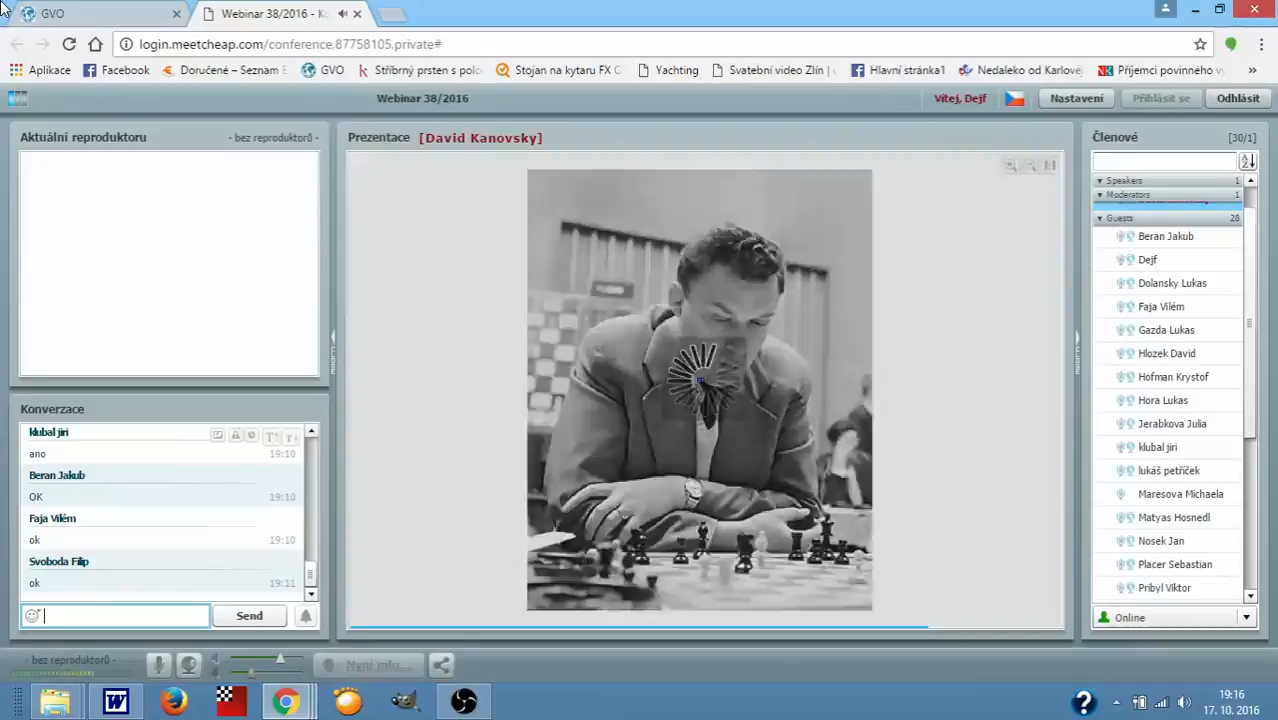 GVO
Webinar 38/2016 - Ko
login.meetcheap.com/conference.87758105.private#
Aplikace
Facebook
Doručené – Seznam E
GVO
Stříbrný prsten s polo
Stojan na kytaru FX C
Yachting
Svatební video Zlín |
Hlavní stránka1
Nedaleko od Karlove
Příjemci povinného v
»
Webinar 38/2016
Vítej, Dejf
Nastavení
Přihlásit se
Odhlásit
Aktuální reproduktoru
- bez reproduktorů -
Prezentace [David Kanovsky]
Členové
[30/1]
Speakers 1
Moderators 1
Guests 28
Beran Jakub
Dejf
Dolansky Lukas
Faja Vilém
Gazda Lukas
Hlozek David
Hofman Krystof
Hora Lukas
Jerabkova Julia
klubal jiri
lukáš petříček
Maresova Michaela
Matyas Hosnedl
Nosek Jan
Placer Sebastian
Pribyl Viktor
Online
Konverzace
klubal jiri
ano 19:10
Beran Jakub
OK 19:10
Faja Vilém
ok 19:10
Svoboda Filip
ok 19:11
Send
- bez reproduktorů -
Nyní mlu...
19:16
17. 10. 2016